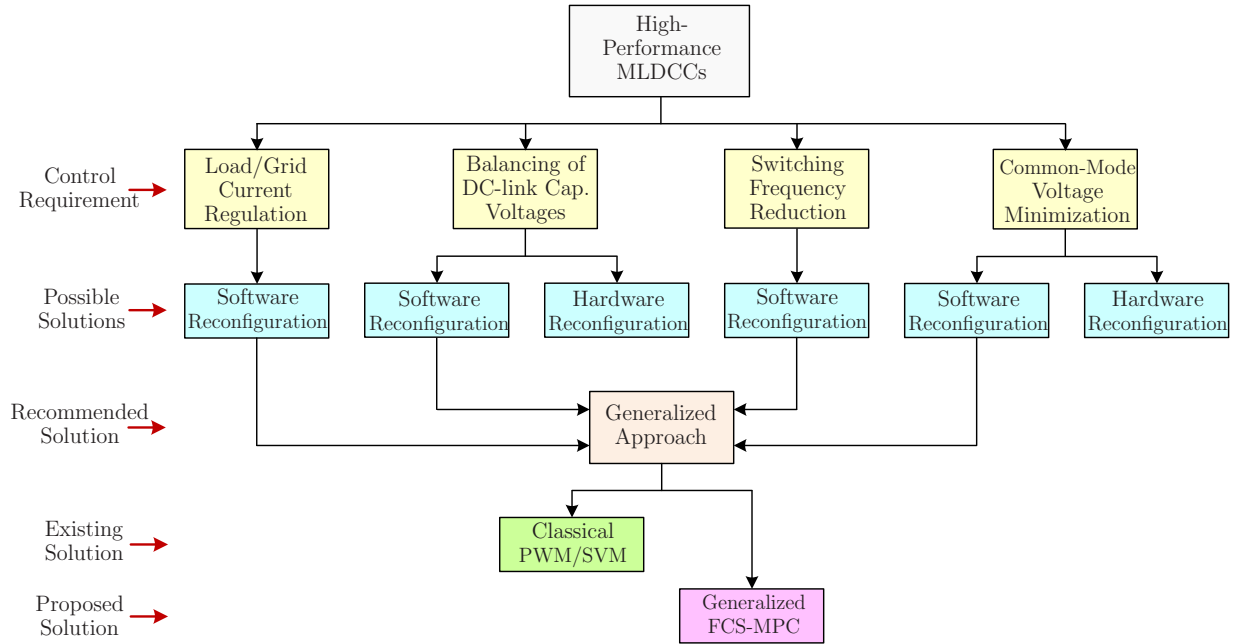 High-
Performance
MLDCCs
Control
Requirement
Load/Grid
Current
Regulation
Balancing of
DC-link Cap.
Voltages
Switching
Frequency
Reduction
Common-Mode
Voltage
Minimization
Possible
Solutions
Software
Reconfiguration
Software
Reconfiguration
Hardware
Reconfiguration
Software
Reconfiguration
Software
Reconfiguration
Hardware
Reconfiguration
Recommended
Solution
Generalized
Approach
Existing
Solution
Classical
PWM/SVM
Proposed
Solution
Generalized
FCS-MPC